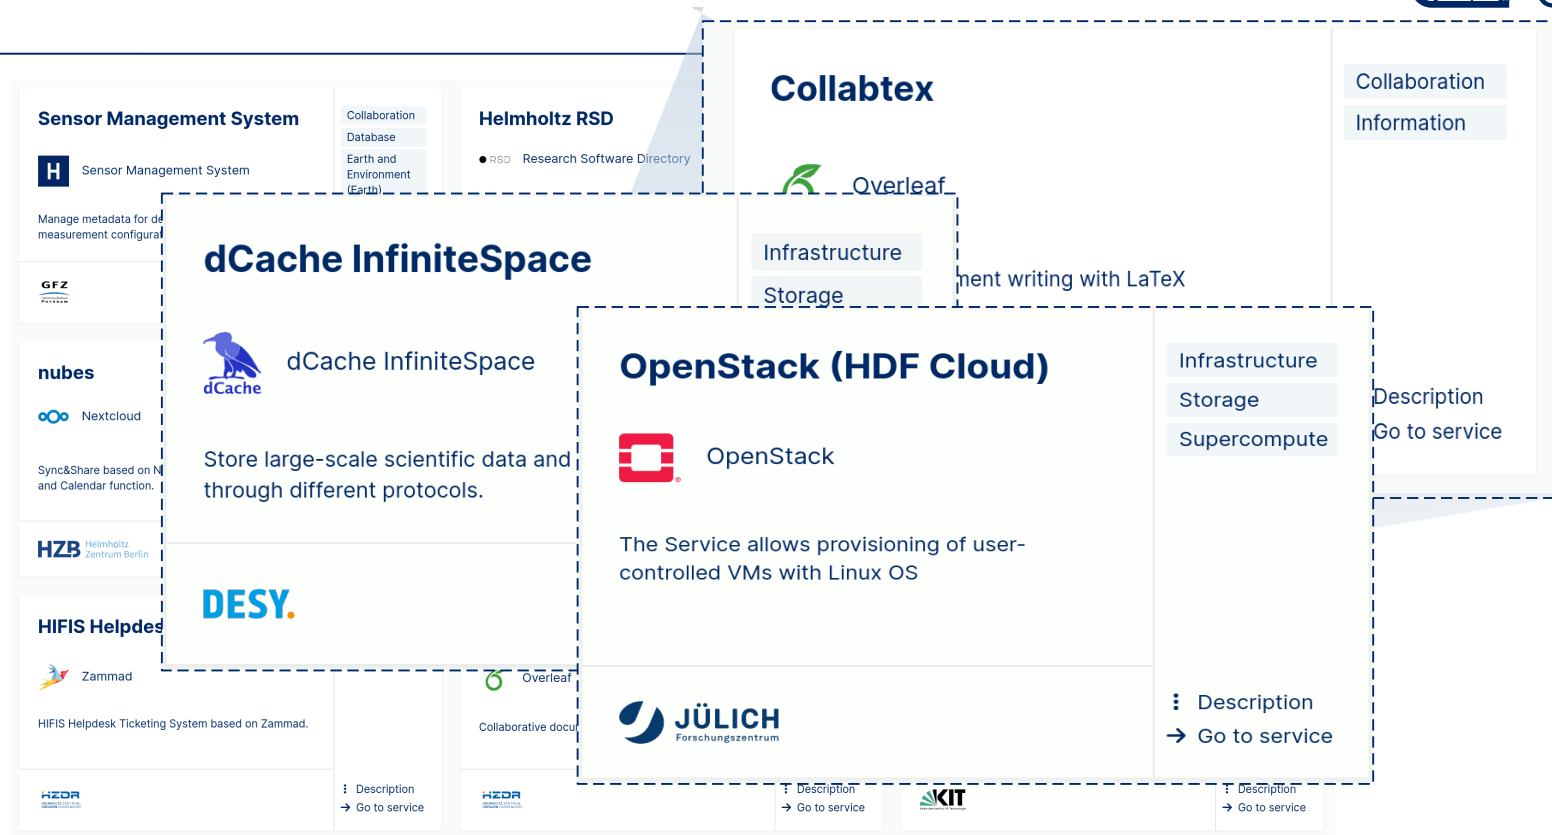 Sensor Management System
Sensor Management System
Manage metadata for de
measurement configurat
GFZ
POTSDAM
Collaboration
Database
Earth and
Environment
(Earth)
Helmholtz RSD
RSD Research Software Directory
Collabtex
Overleaf
ment writing with LaTeX
Collaboration
Information
Description
Go to service
dCache InfiniteSpace
dCache
dCache InfiniteSpace
Store large-scale scientific data and
through different protocols.
DESY.
Infrastructure
Storage
OpenStack (HDF Cloud)
OpenStack
The Service allows provisioning of user-
controlled VMs with Linux OS
JÜLICH
Forschungszentrum
Infrastructure
Storage
Supercompute
Description
Go to service
nubes
Nextcloud
Sync&Share based on N
and Calendar function.
HZB Helmholtz
Zentrum Berlin
HIFIS Helpdes
Zammad
HIFIS Helpdesk Ticketing System based on Zammad.
HZDR
Description
Go to service
Overleaf
Collaborative docu
HZDR
Description
Go to service
KIT
Description
Go to service